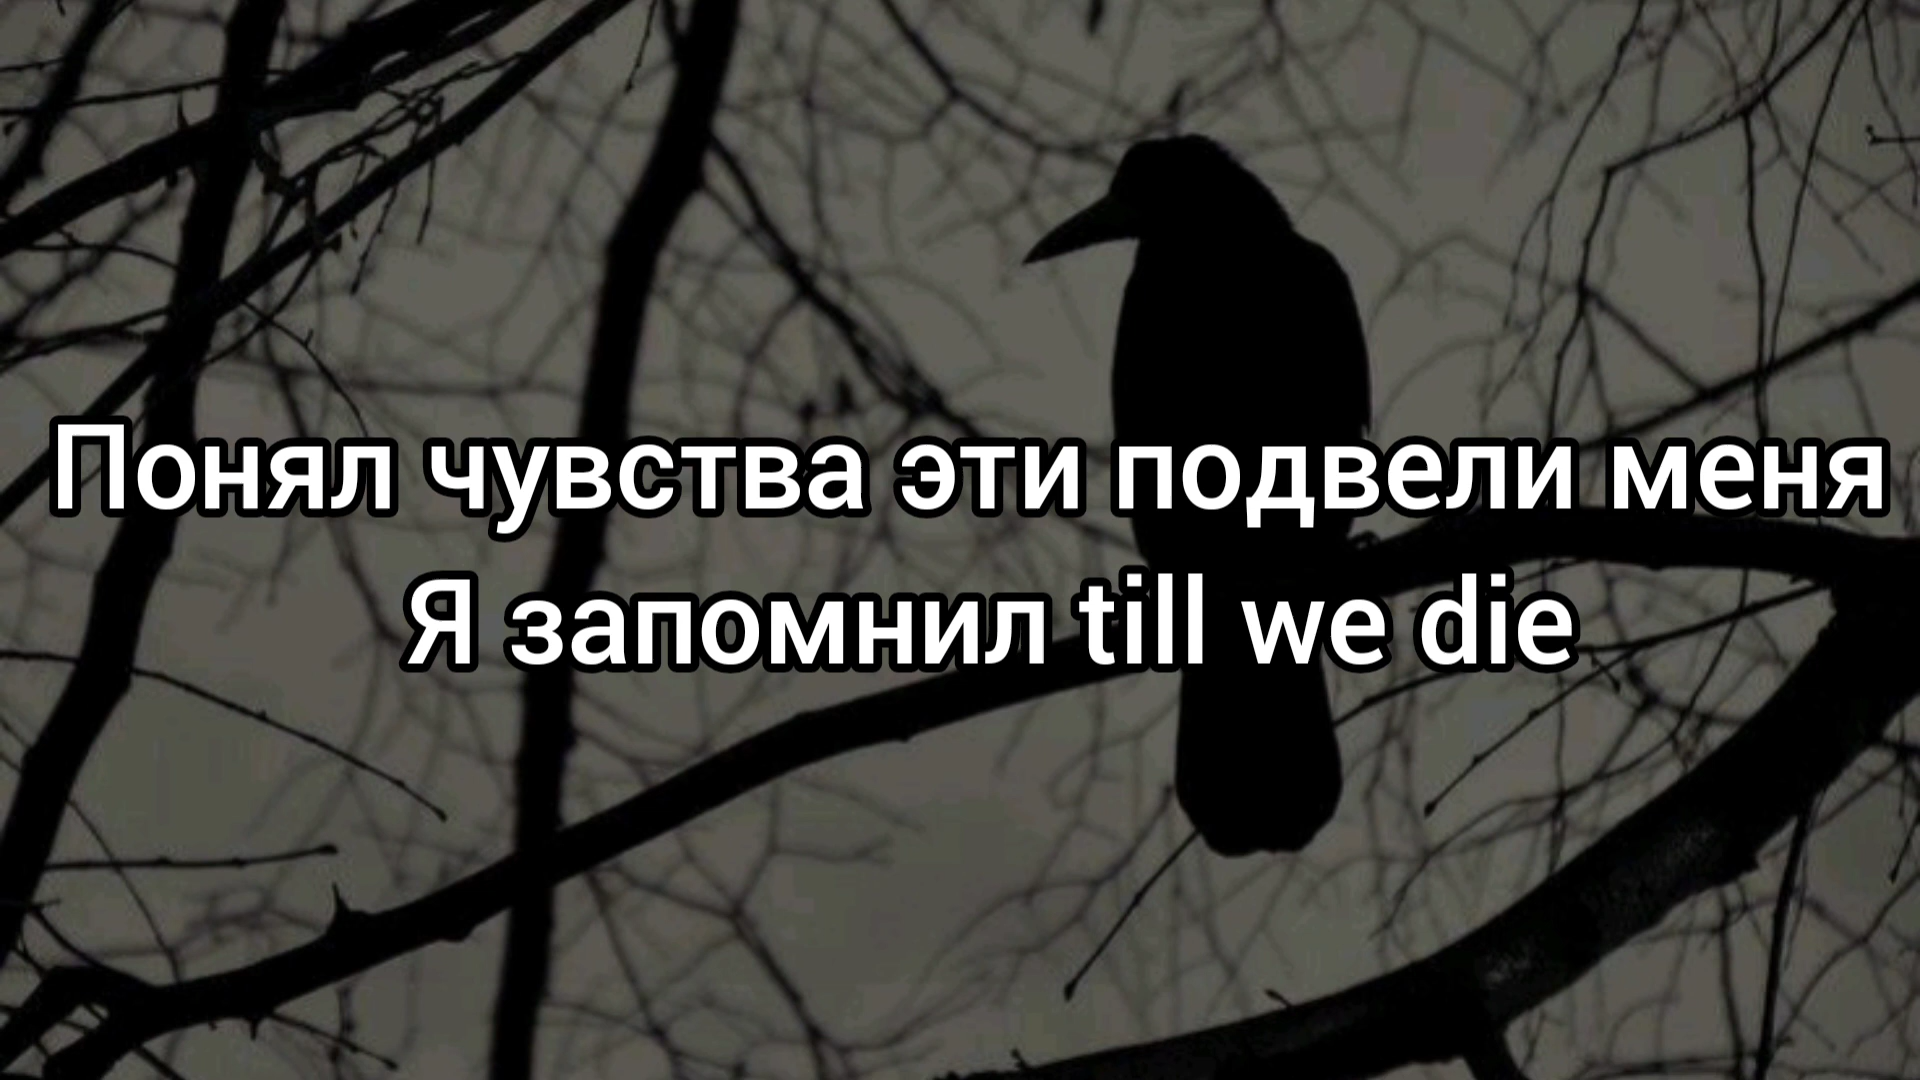 Понял чувства эти подвели меня
Я запомнил till we die